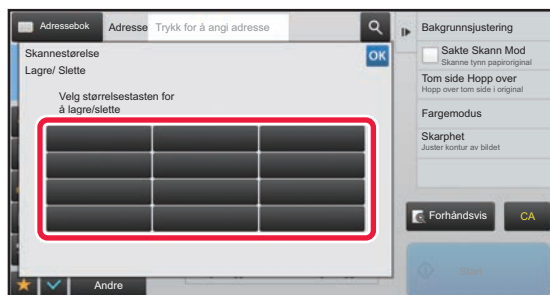 Adressebok
Adresse
Trykk for å angi adresse
Skannestørelse
Lagre/ Slette
OK
Velg størrelsestasten for
å lagre/slette
Andre
Bakgrunnsjustering
Sakte Skann Mod
Skanne tynn papiroriginal
Tom side Hopp over
Hopp over tom side i original
Fargemodus
Skarphet
Juster kontur av bildet
Forhåndsvis
CA
Start